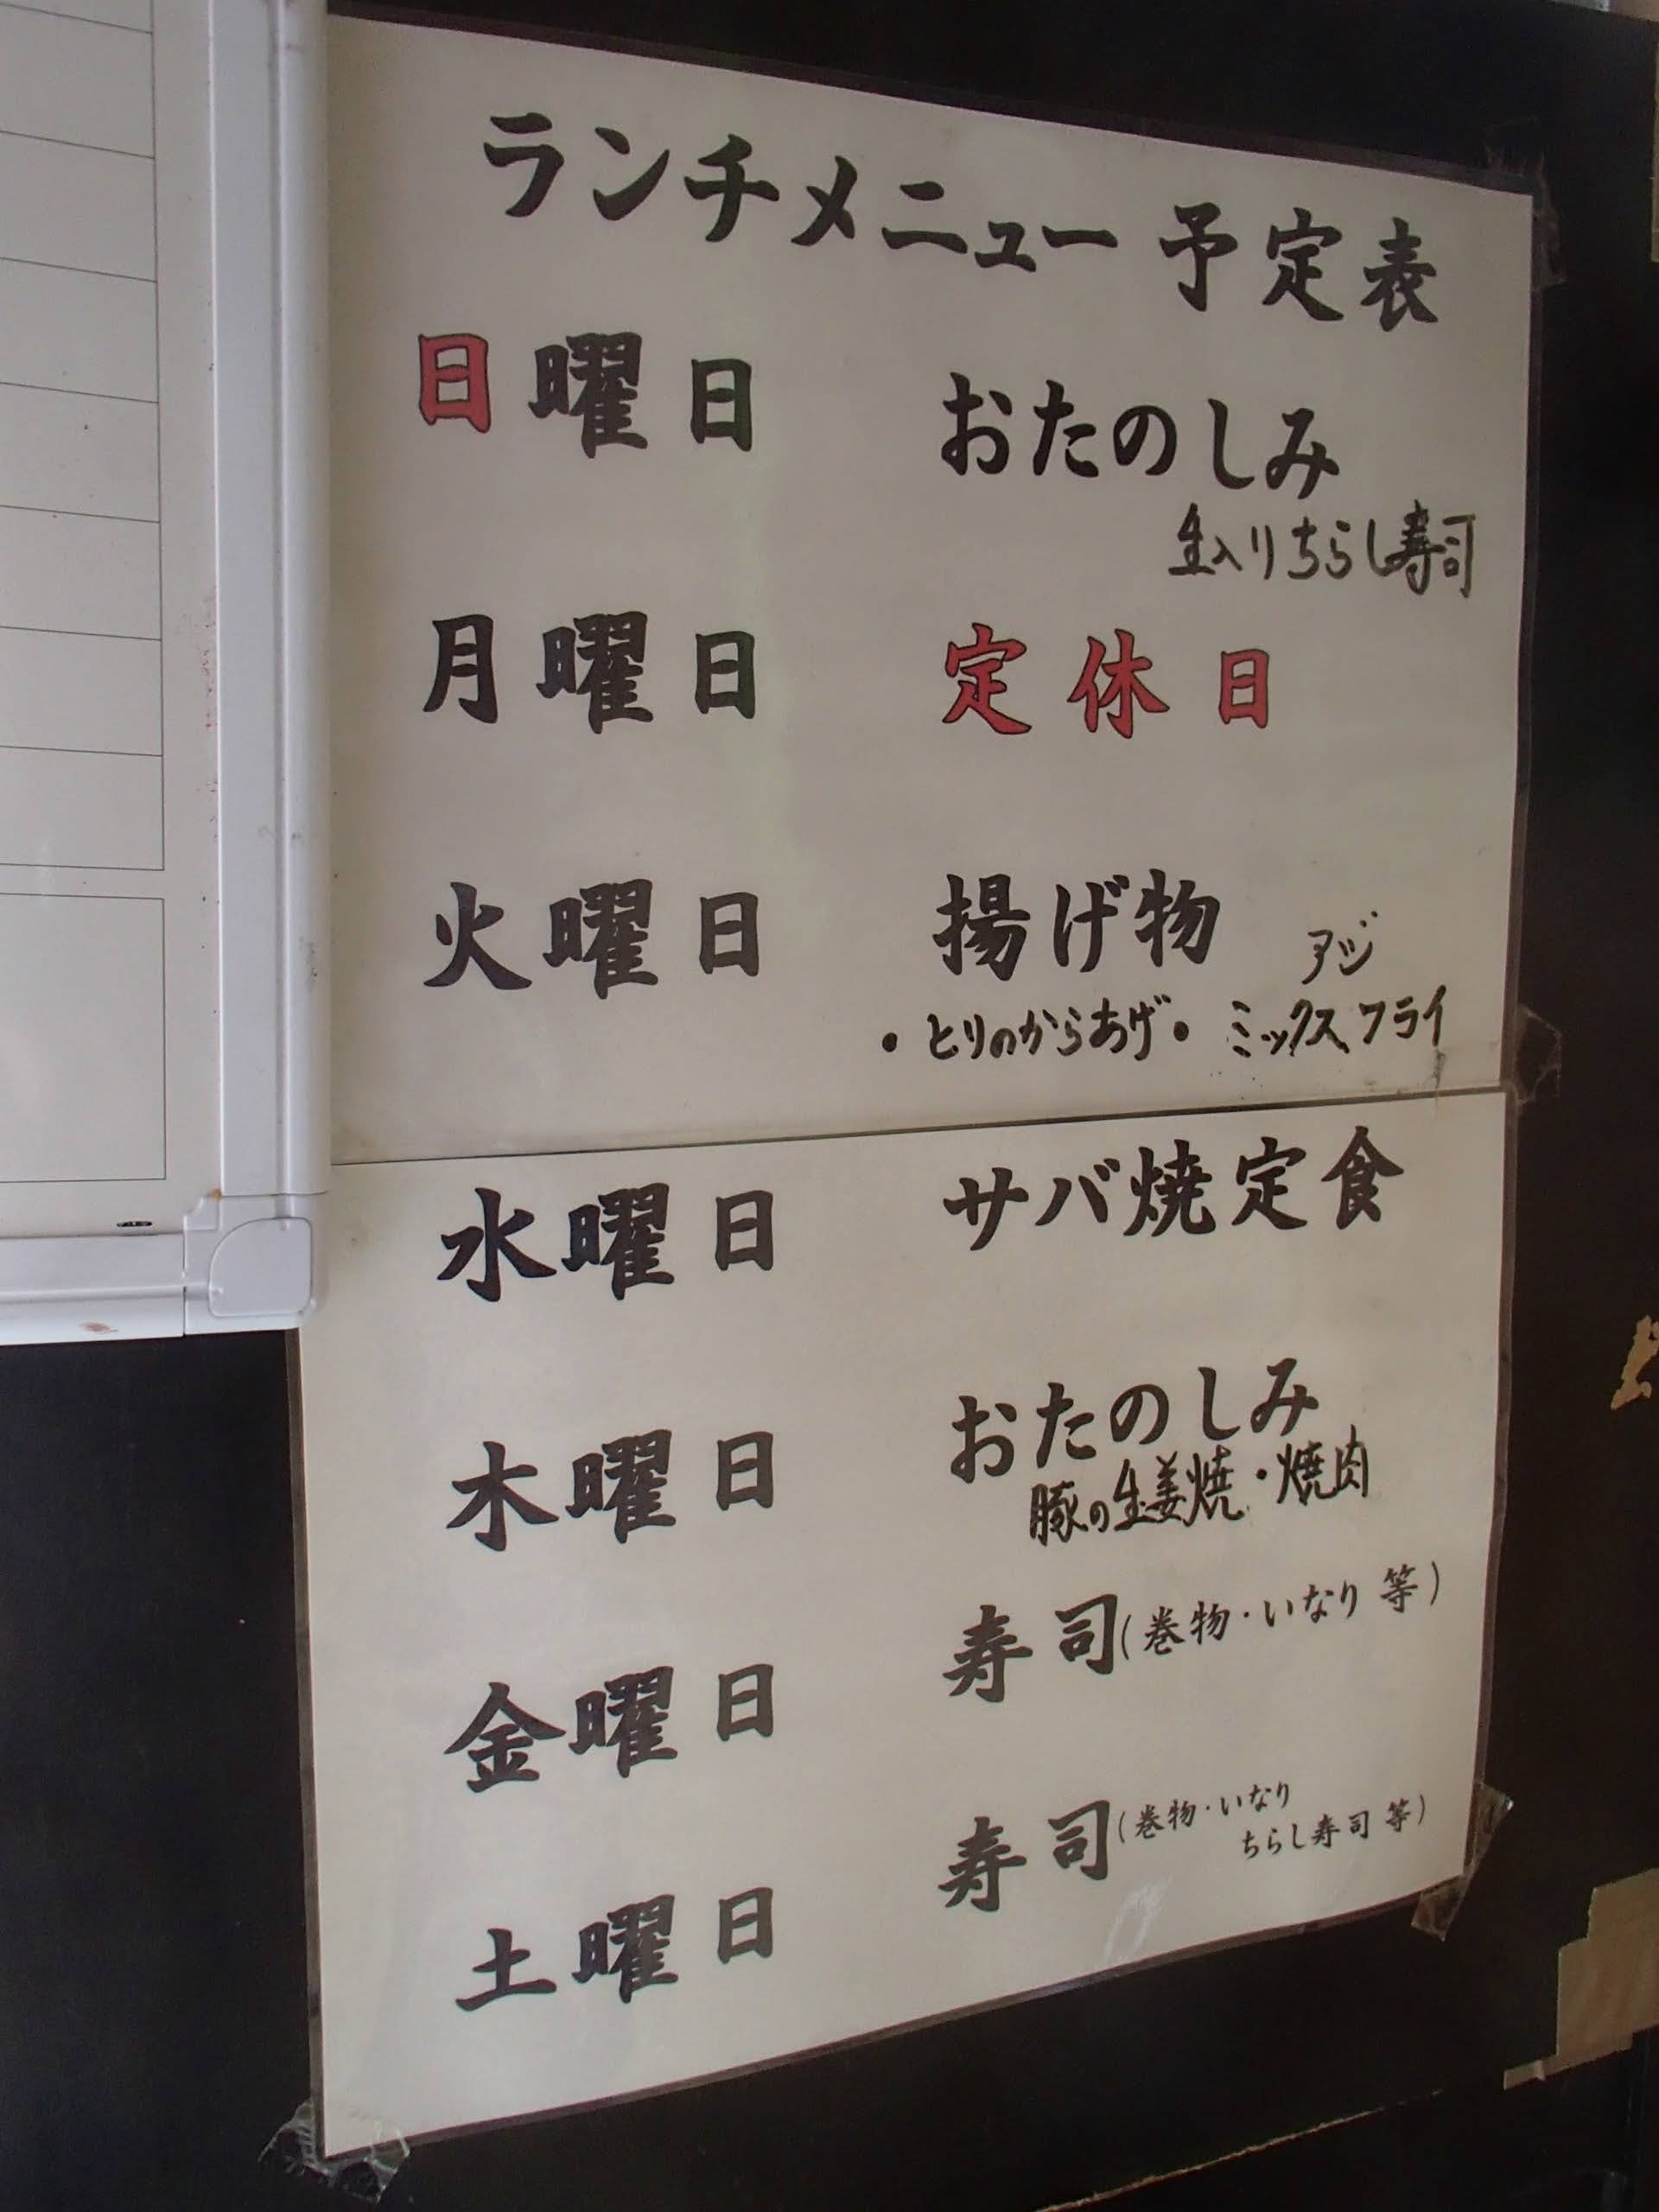 ランチメニュー 予定表
日曜日 おたのしみ
生入りちらし寿司
月曜日 定休日
火曜日 揚げ物
アジ
・とりのからあげ・ミックスフライ
水曜日 サバ焼定食
木曜日 おたのしみ
豚の生姜焼・焼肉
金曜日 寿司(巻物・いなり 等)
土曜日 寿司(巻物・いなり
ちらし寿司 等)